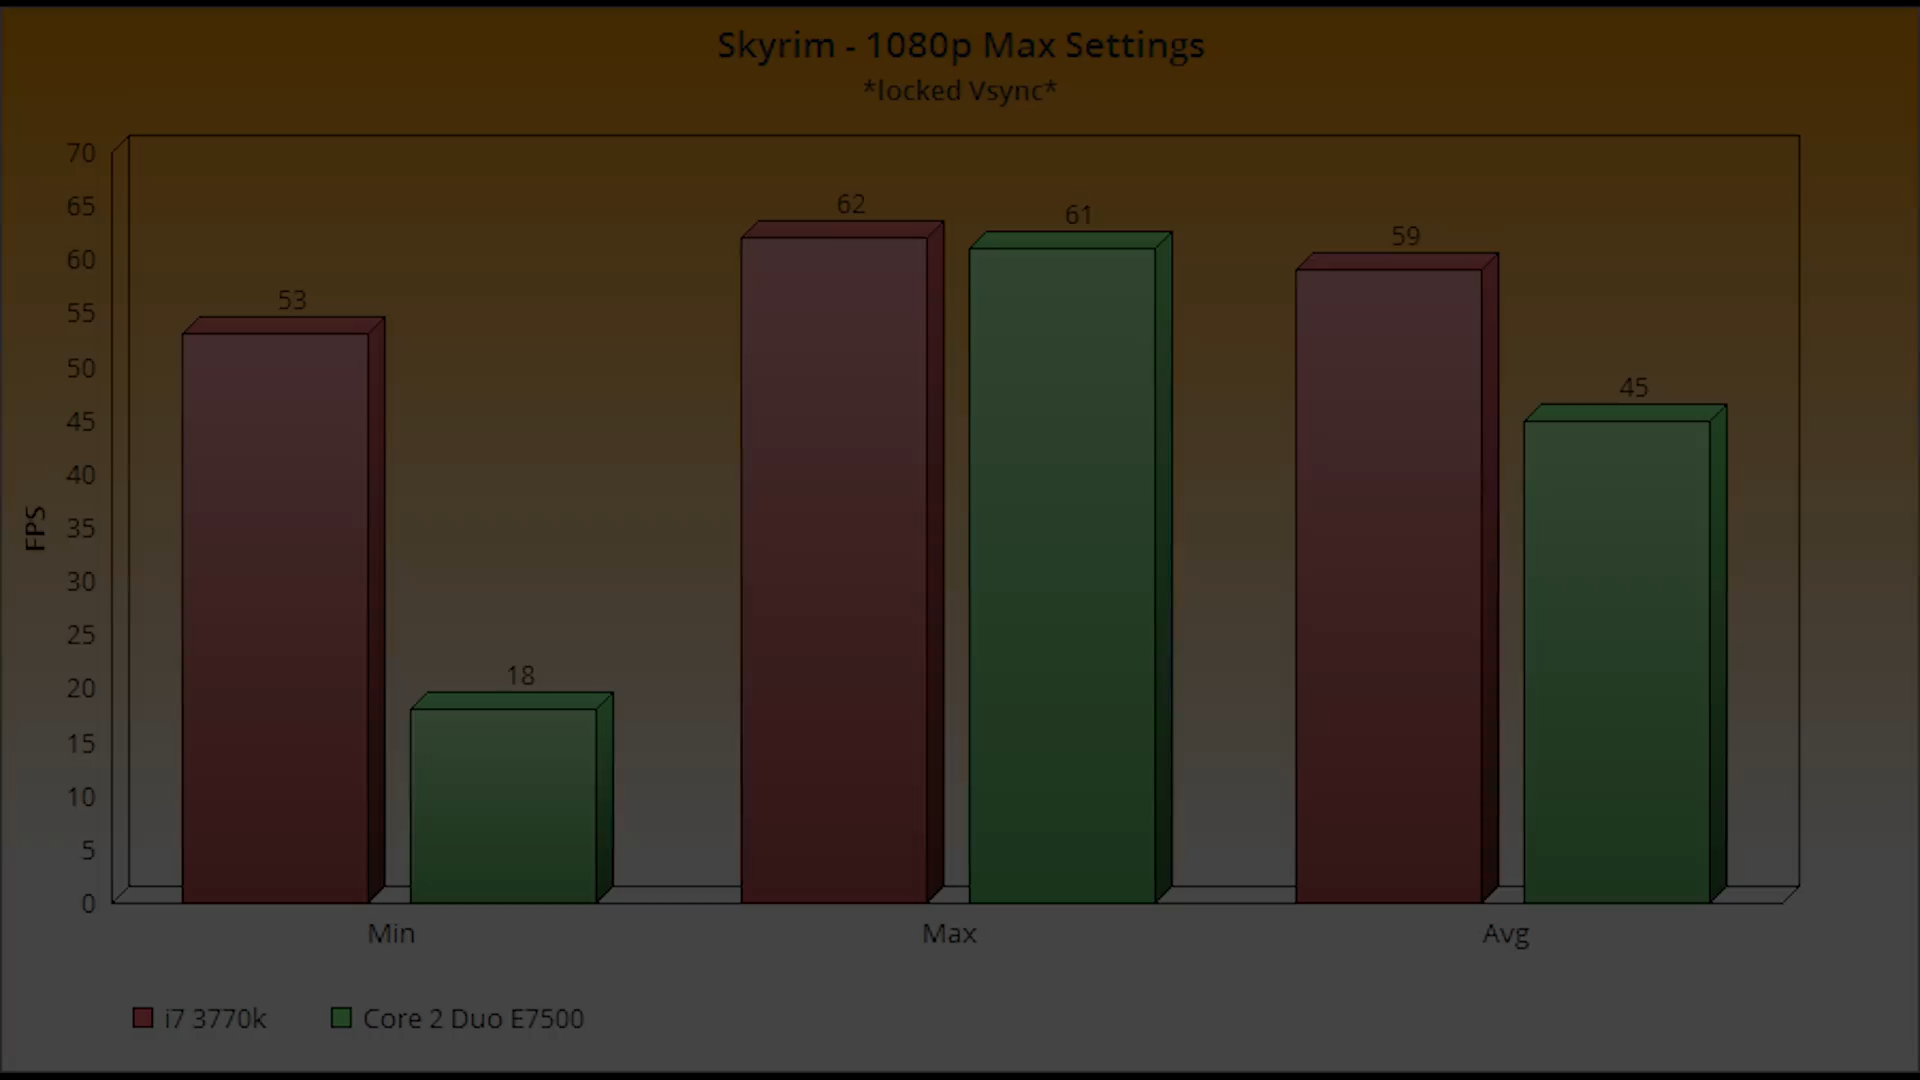 Skyrim - 1080p Max Settings
*locked Vsync*
FPS
70
65
60
55
50
45
40
35
30
25
20
15
10
5
0
53
18
62
61
59
45
Min
Max
Avg
i7 3770k
Core 2 Duo E7500